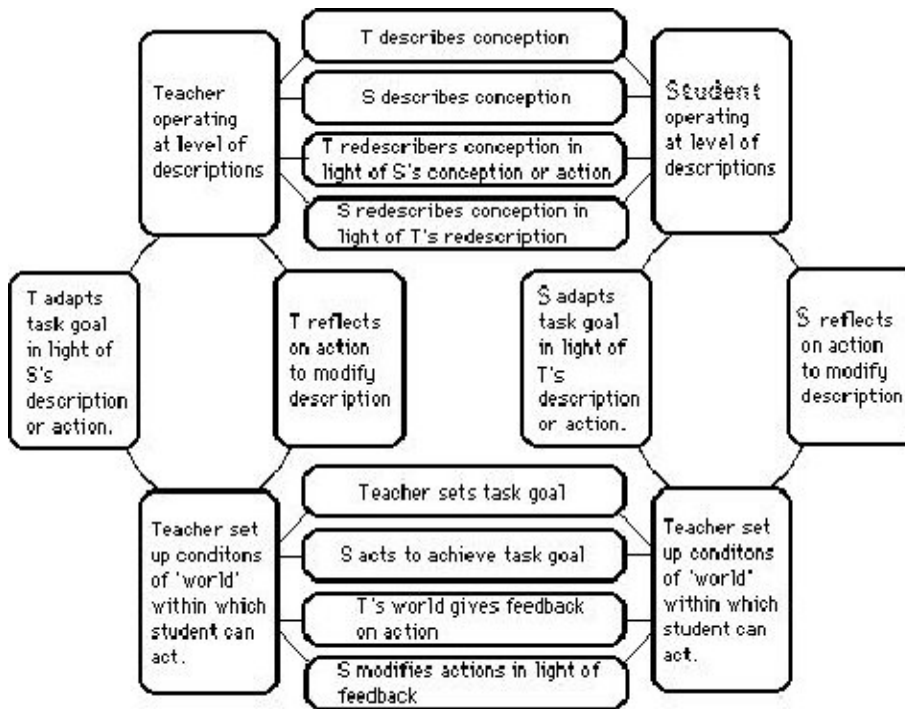 T describes conception
Teacher
operating
at level of
descriptions
S describes conception
Student
operating
at level of
descriptions
T redescribers conception in
light of S's conception or action
S redescribes conception in
light of T's redescription
T adapts
task goal
in light of
S's
description
or action.
T reflects
on action
to modify
description
S adapts
task goal
in light of
T's
description
or action.
S reflects
on action
to modify
description
Teacher sets task goal
Teacher set
up conditons
of 'world'
within which
student can
act.
S acts to achieve task goal
T's world gives feedback
on action
S modifies actions in light of
feedback
Teacher set
up conditons
of 'world'
within which
student can
act.